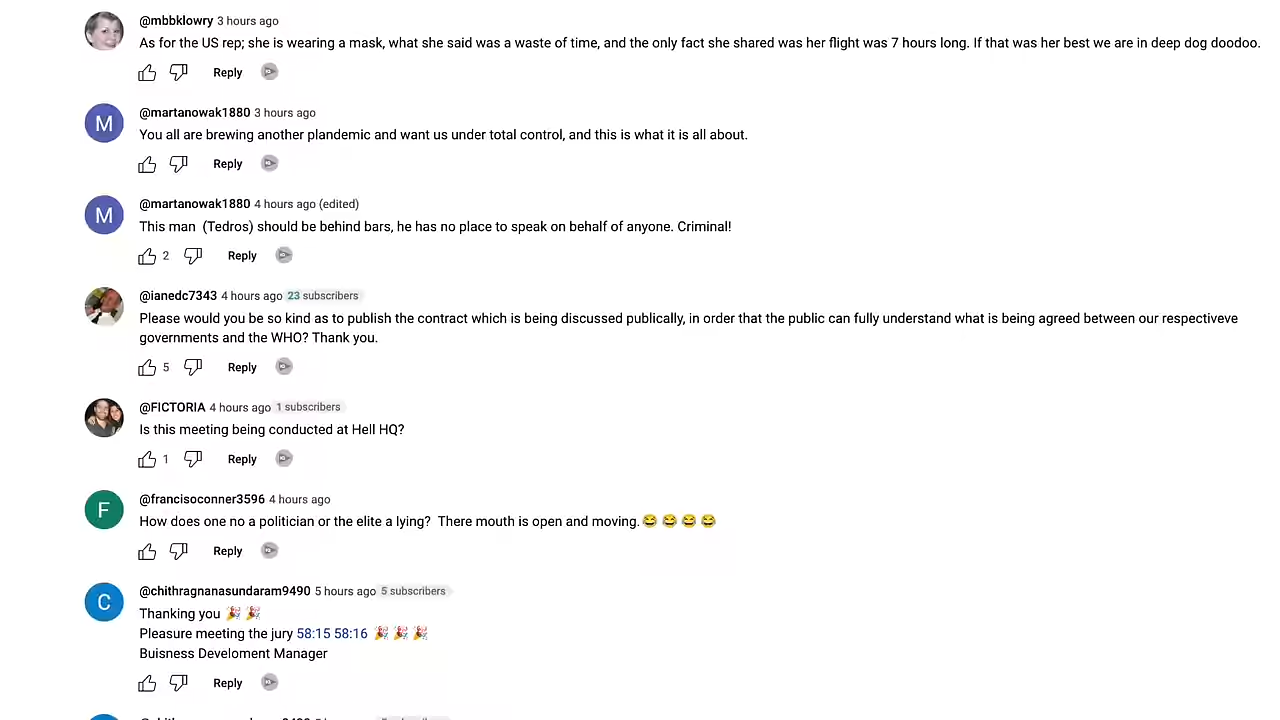 @mbbklowry 3 hours ago
As for the US rep; she is wearing a mask, what she said was a waste of time, and the only fact she shared was her flight was 7 hours long. If that was her best we are in deep dog doodoo.
Reply
M
@martanowak1880 3 hours ago
You all are brewing another plandemic and want us under total control, and this is what it is all about.
Reply
M
@martanowak1880 4 hours ago (edited)
This man (Tedros) should be behind bars, he has no place to speak on behalf of anyone. Criminal!
2 Reply
@ianedc7343 4 hours ago 23 subscribers
Please would you be so kind as to publish the contract which is being discussed publically, in order that the public can fully understand what is being agreed between our respectiveve
governments and the WHO? Thank you.
5 Reply
@FICTORIA 4 hours ago 1 subscribers
Is this meeting being conducted at Hell HQ?
1 Reply
F
@francisoconner3596 4 hours ago
How does one no a politician or the elite a lying? There mouth is open and moving.😂 😂 😂 😂
Reply
C
@chithragnanasundaram9490 5 hours ago 5 subscribers
Thanking you 🎉 🎉
Pleasure meeting the jury 58:15 58:16 🎉 🎉 🎉
Buisness Develoment Manager
Reply